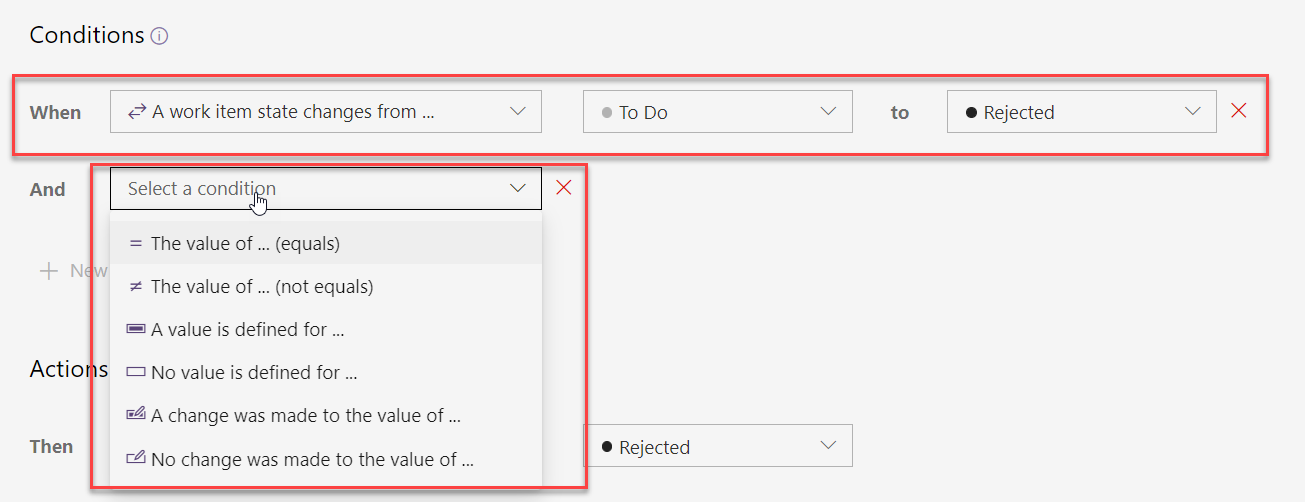 Conditions
When A work item state changes from ... To Do to Rejected
And Select a condition
= The value of ... (equals)
+ New
≠ The value of ... (not equals)
A value is defined for ...
Actions
No value is defined for ...
A change was made to the value of ...
Then Rejected
No change was made to the value of ...